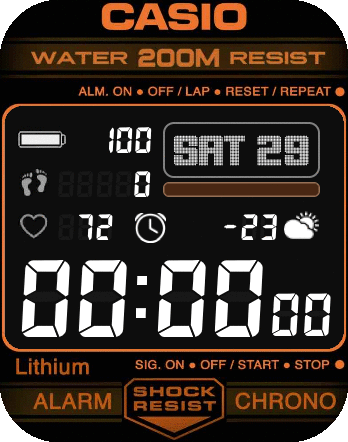 CASIO
WATER 200M RESIST
ALM. ON ● OFF / LAP ● RESET / REPEAT ●
100 SAT 29
0
72 -23
00:00 00
Lithium SIG. ON ● OFF / START ● STOP ●
ALARM SHOCK RESIST CHRONO